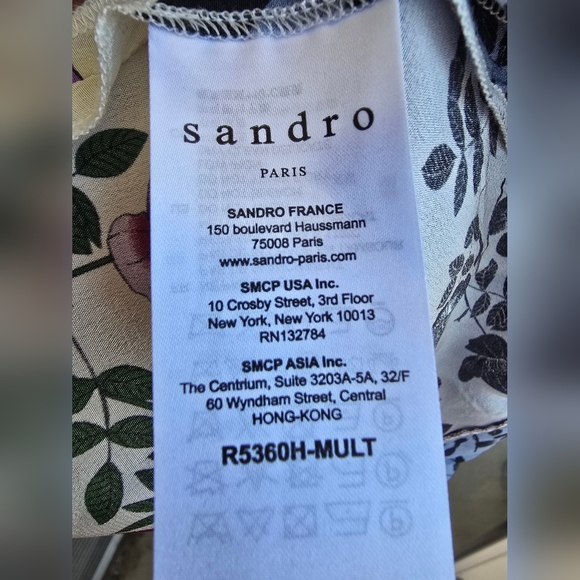 sandro
PARIS
SANDRO FRANCE
150 boulevard Haussmann
75008 Paris
www.sandro-paris.com
SMCP USA Inc.
10 Crosby Street, 3rd Floor
New York, New York 10013
RN132784
SMCP ASIA Inc.
The Centrium, Suite 3203A-5A, 32/F
60 Wyndham Street, Central
HONG-KONG
R5360H-MULT